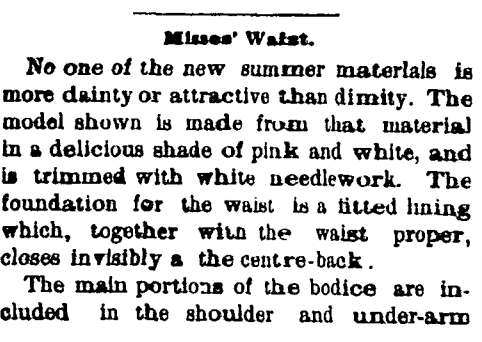 Misses' Waist.
No one of the new summer materials is
more dainty or attractive than dimity. The
model shown is made from that material
in a delicious shade of pink and white, and
is trimmed with white needlework. The
foundation for the waist is a fitted lining
which, together with the waist proper,
closes invisibly a the centre-back.
The main portions of the bodice are in-
cluded in the shoulder and under-arm